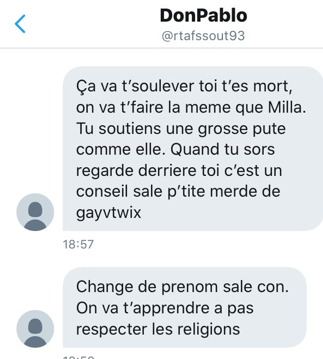 DonPablo
@rtafssout93
Ça va t'soulever toi t'es mort,
on va t'faire la meme que Milla.
Tu soutiens une grosse pute
comme elle. Quand tu sors
regarde derriere toi c'est un
conseil sale p'tite merde de
gayvtwix
18:57
Change de prenom sale con.
On va t'apprendre a pas
respecter les religions